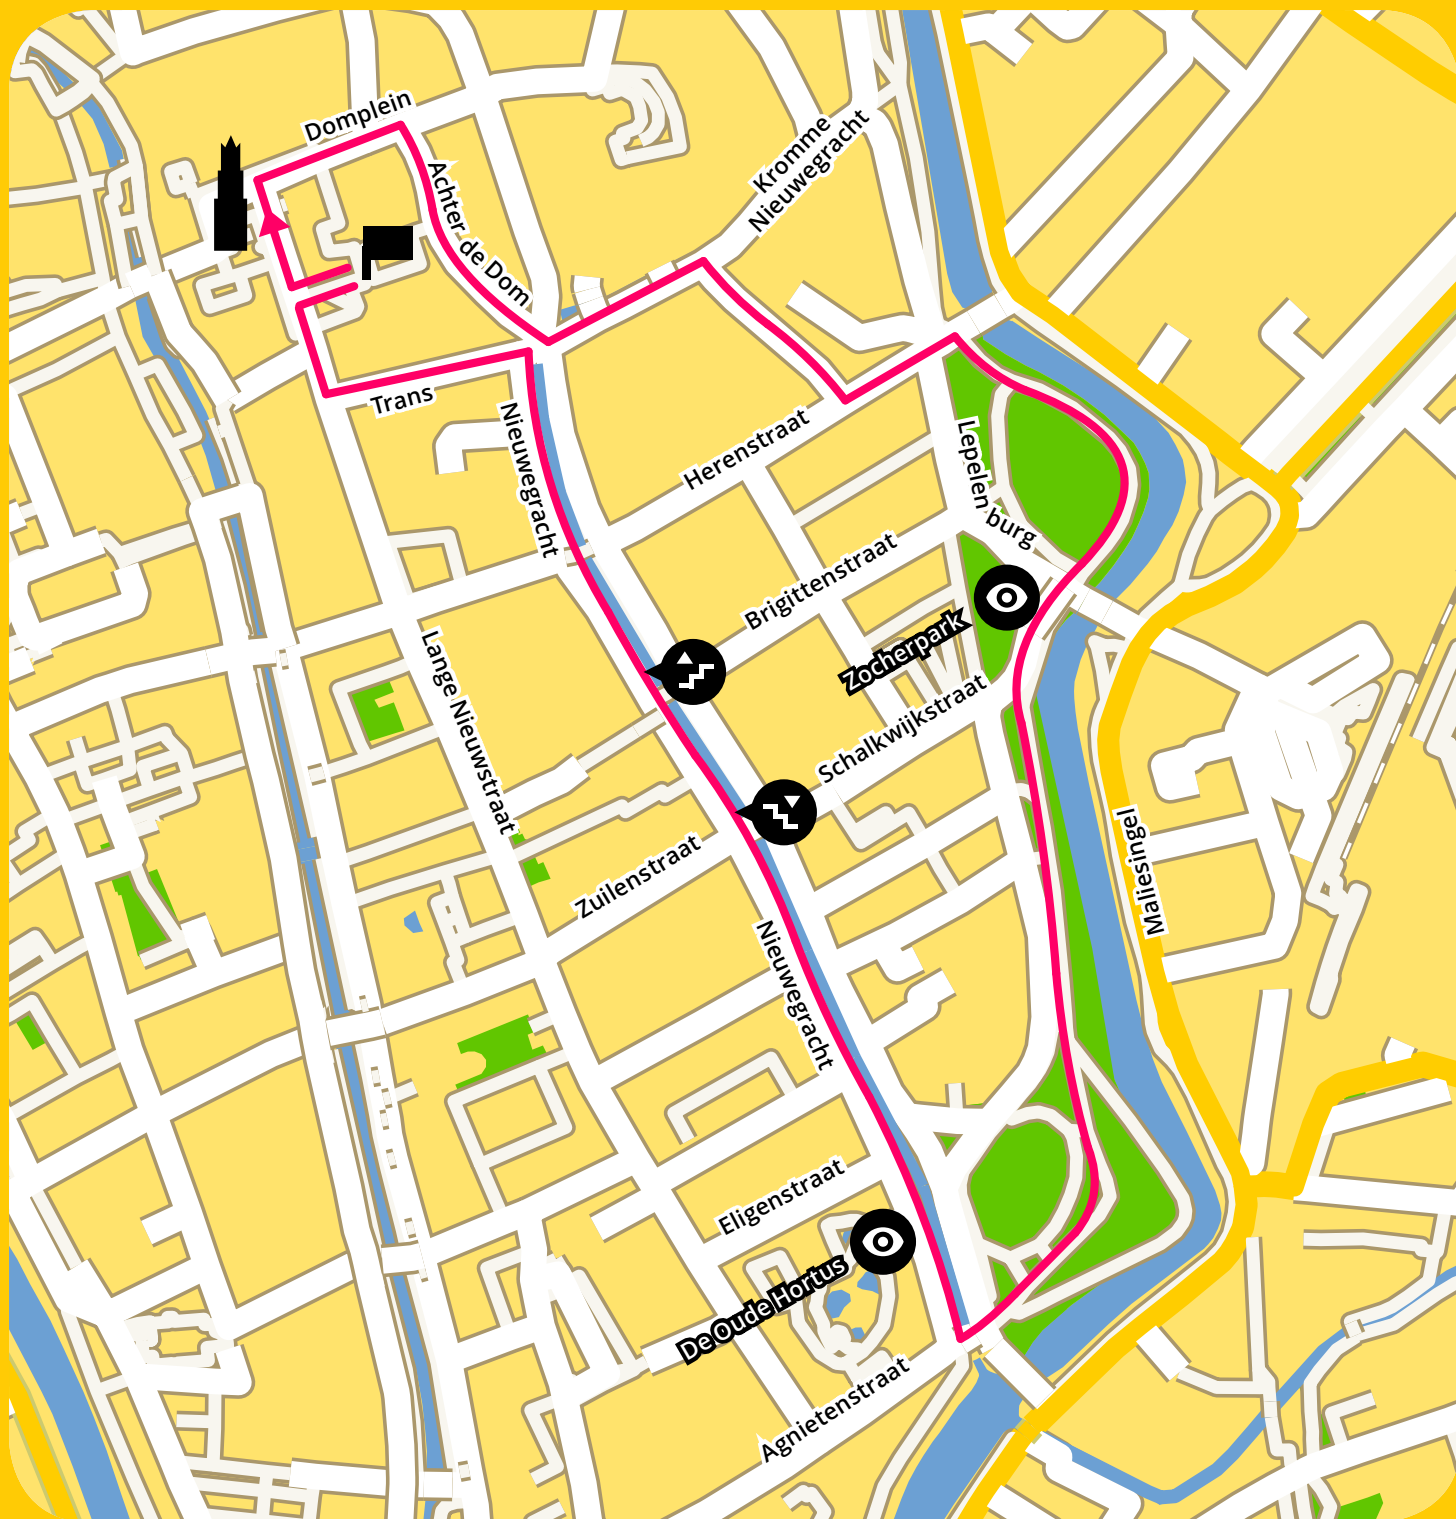 Domplein
Kromme
Nieuwegracht
Achter de Dom
Trans
Nieuwegracht
Herenstraat
Lepelenburg
Brigittenstraat
Zocherpark
Lange Nieuwstraat
Schalkwijkstraat
Maliesingel
Zuilenstraat
Nieuwegracht
Eligenstraat
De Oude Hortus
Agnietenstraat